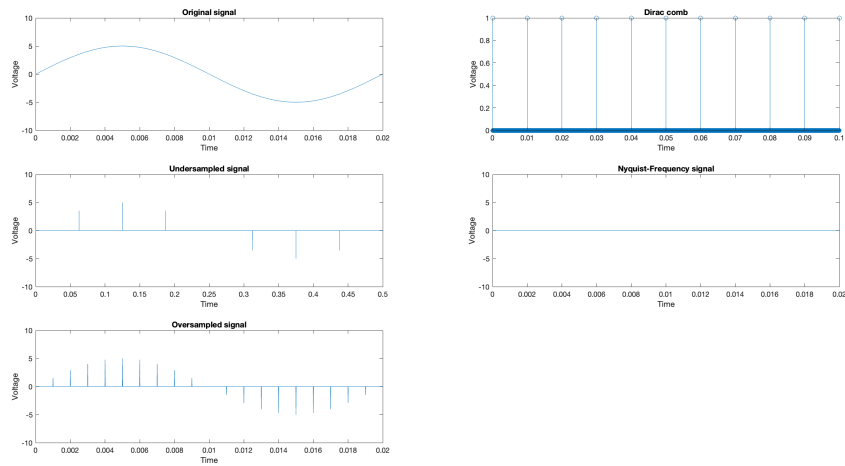 Original signal
10
5
0
-5
-10
Voltage
0 0.002 0.004 0.006 0.008 0.01 0.012 0.014 0.016 0.018 0.02
Time
Dirac comb
1
0.8
0.6
0.4
0.2
0
Voltage
0 0.01 0.02 0.03 0.04 0.05 0.06 0.07 0.08 0.09 0.1
Time
Undersampled signal
10
5
0
-5
-10
Voltage
0 0.05 0.1 0.15 0.2 0.25 0.3 0.35 0.4 0.45 0.5
Time
Nyquist-Frequency signal
10
5
0
-5
-10
Voltage
0 0.002 0.004 0.006 0.008 0.01 0.012 0.014 0.016 0.018 0.02
Time
Oversampled signal
10
5
0
-5
-10
Voltage
0 0.002 0.004 0.006 0.008 0.01 0.012 0.014 0.016 0.018 0.02
Time